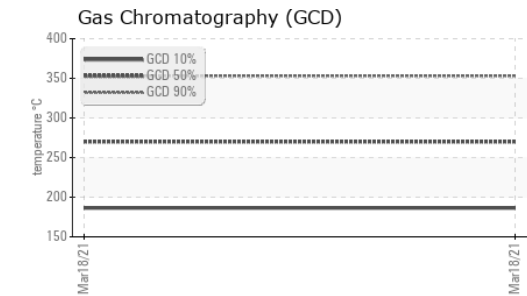 Gas Chromatography (GCD)
400
350
300
250
200
150
temperature °C
GCD 10%
GCD 50%
GCD 90%
Mar18/21
Mar18/21